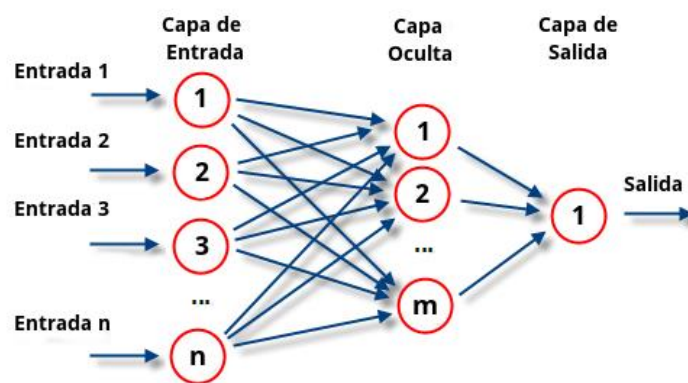 Capa de
Entrada
Capa
Oculta
Capa de
Salida
Entrada 1
Entrada 2
Entrada 3
Entrada n
1
2
3
...
n
1
2
...
m
1
Salida